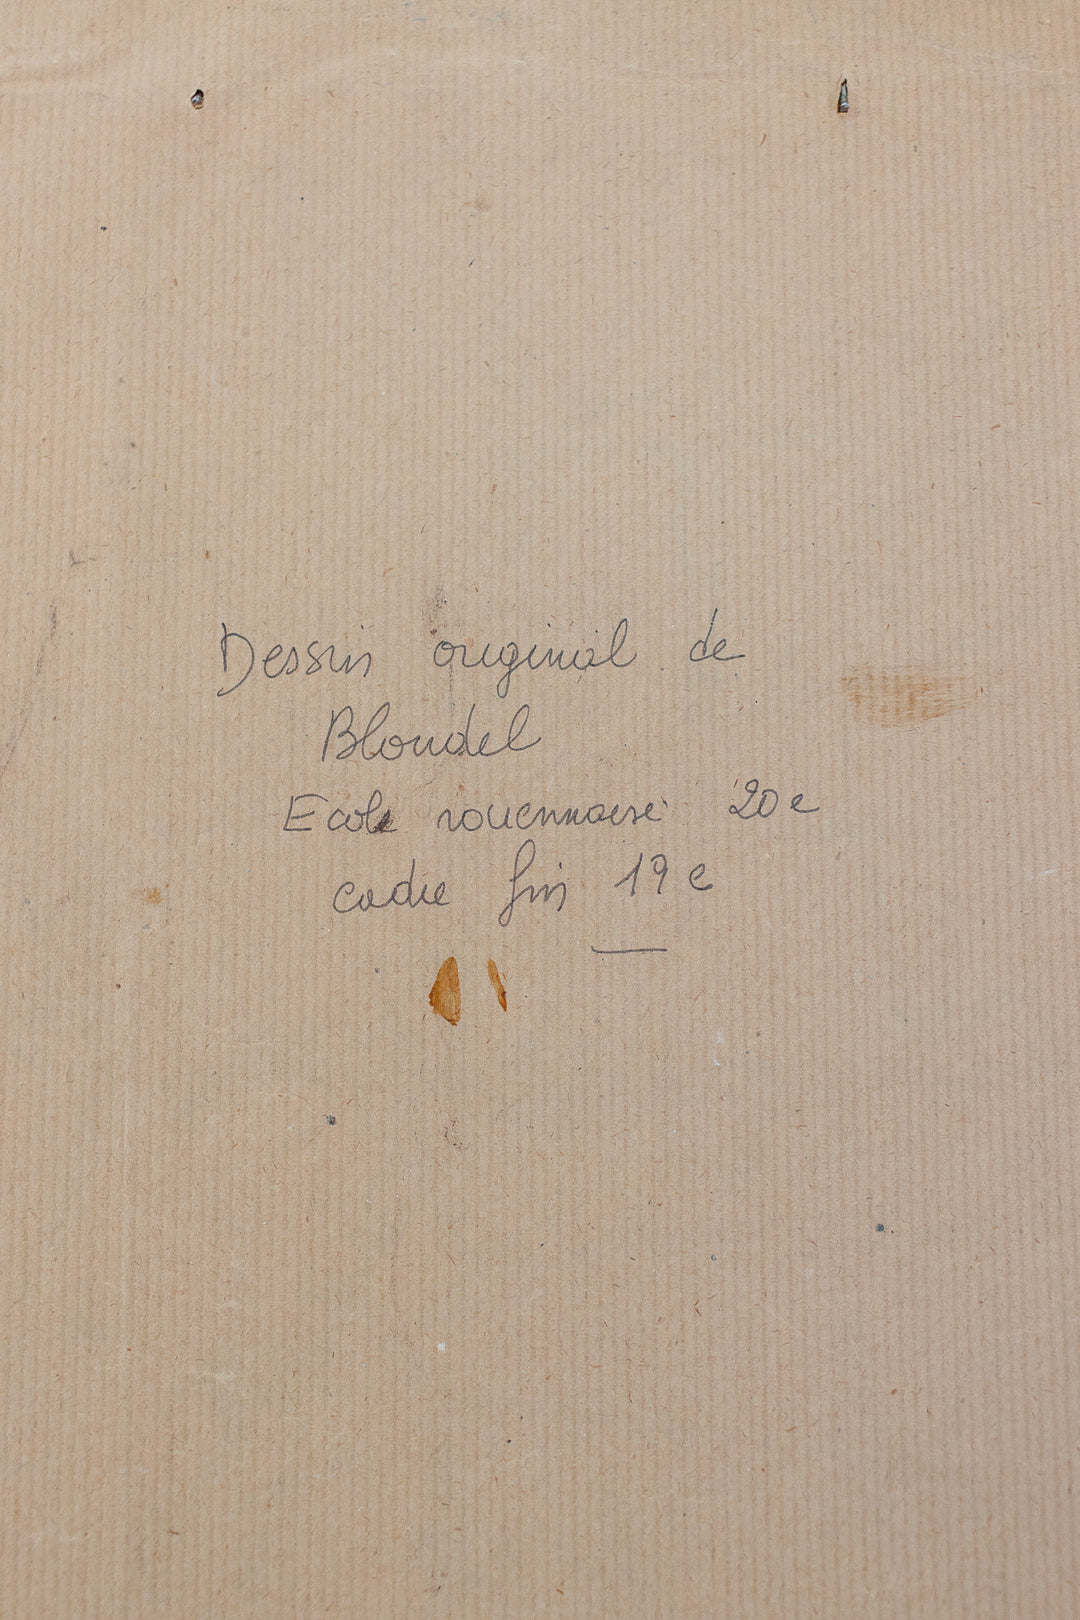 Dessin original de
Blondel
Ecole rouennaise 20e
cadre fin 19e